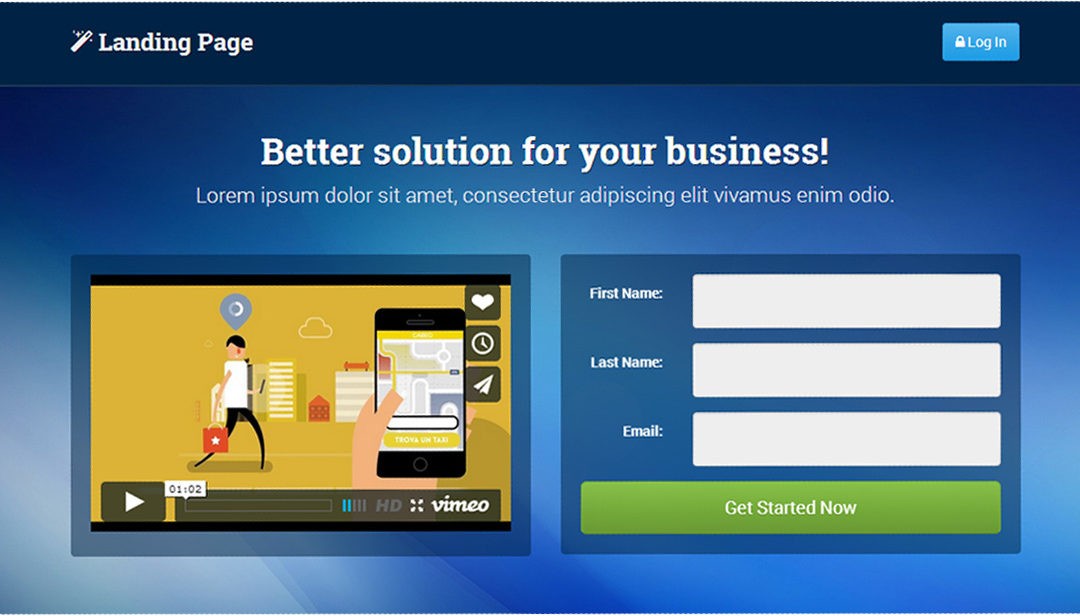 Landing Page
Log In
Better solution for your business!
Lorem ipsum dolor sit amet, consectetur adipiscing elit vivamus enim odio.
First Name:
Last Name:
Email:
TROVA UN TAXI
01:02
HD vimeo
Get Started Now